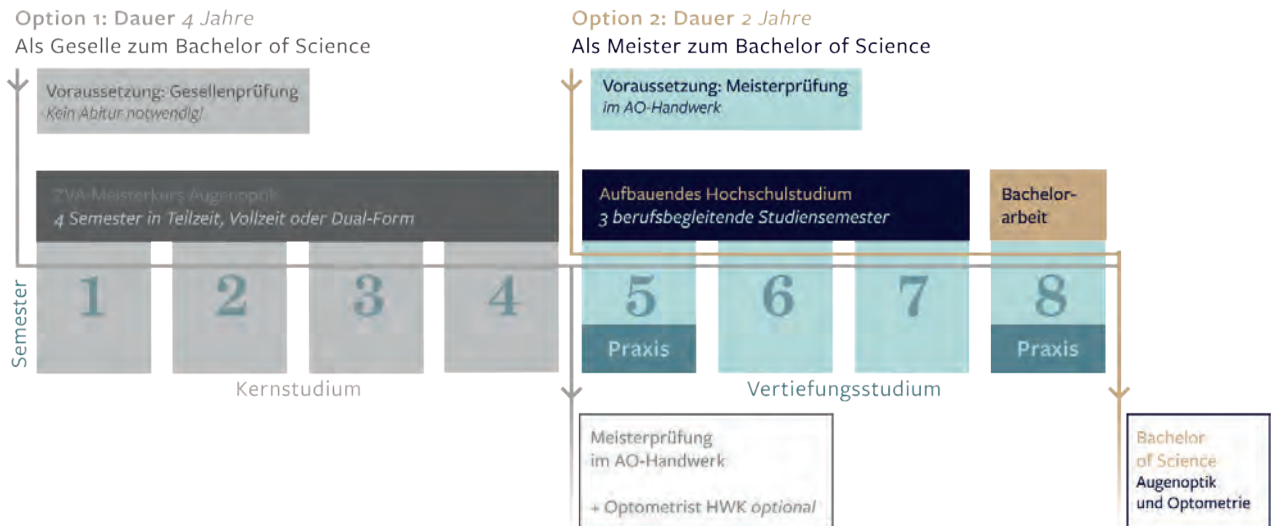 Option 1: Dauer 4 Jahre
Als Geselle zum Bachelor of Science
Option 2: Dauer 2 Jahre
Als Meister zum Bachelor of Science
Voraussetzung: Gesellenprüfung
Kein Abitur notwendig!
Voraussetzung: Meisterprüfung
im AO-Handwerk
ZVA-Meisterkurs Augenoptik
4 Semester in Teilzeit, Vollzeit oder Dual-Form
Aufbauendes Hochschulstudium
3 berufsbegleitende Studiensemester
Bachelor-
arbeit
Semester
1 2 3 4 5 6 7 8
Praxis
Praxis
Kernstudium
Vertiefungsstudium
Meisterprüfung
im AO-Handwerk
+ Optometrist HWK optional
Bachelor
of Science
Augenoptik
und Optometrie